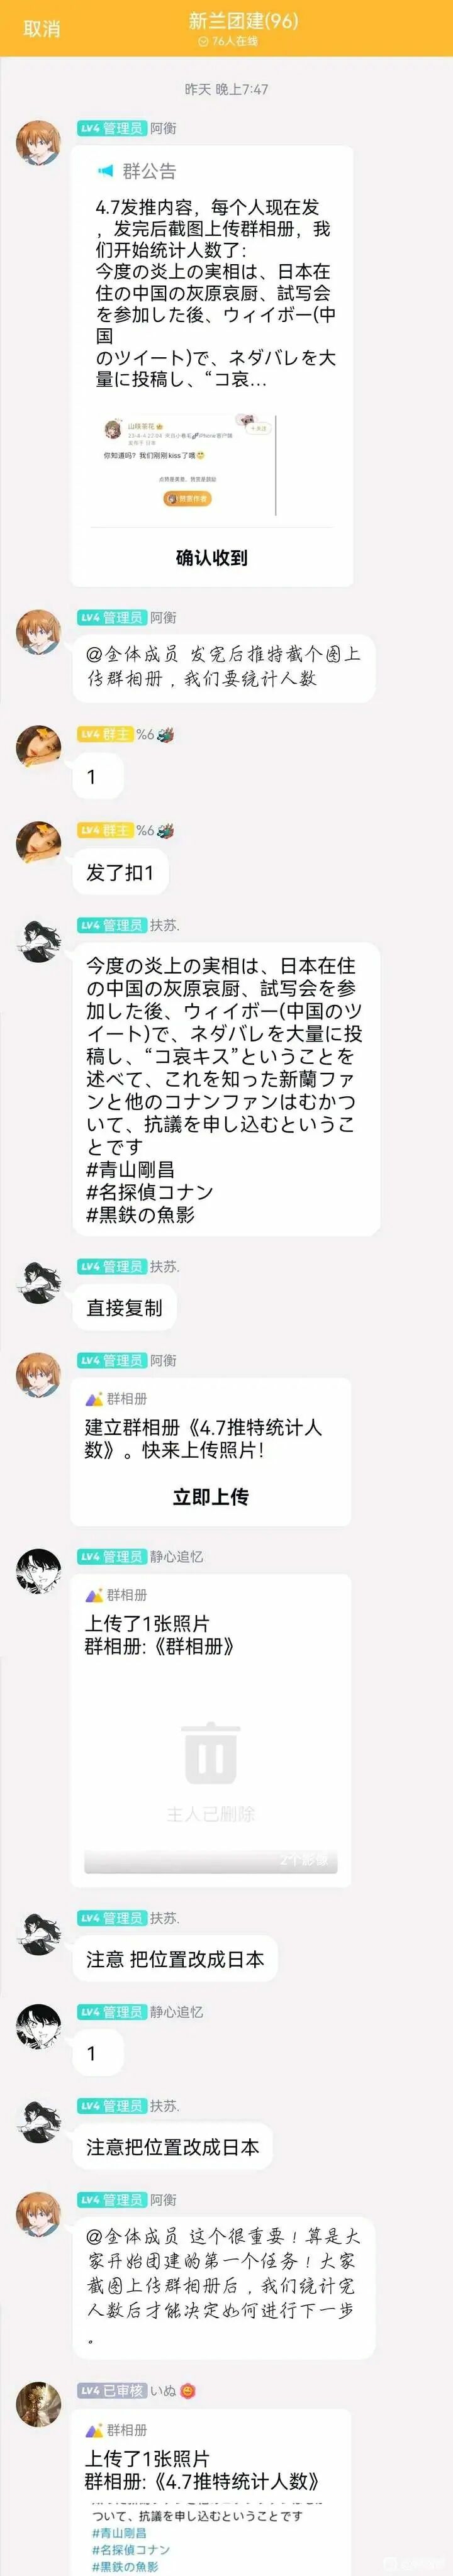 取消
新兰团建(96)
76人在线
昨天 晚上7:47
LV4 管理员 阿衡
群公告
4.7发推内容，每个人现在发
，发完后截图上传群相册，我
们开始统计人数了:
今度の炎上の実相は、日本在
住の中国の灰原哀厨、試写会
を参加した後、ウィイボー(中
国
のツイート)で、ネダバレを大
量に投稿し、“コ哀...
山枝茶花
你知道吗？我们刚刚kiss了哦
+关注
确认收到
LV4 管理员 阿衡
@全体成员 发完后推特截个图上
传群相册，我们要统计人数
LV4 群主 %6
1
LV4 群主 %6
发了扣1
LV4 管理员 扶苏.
今度の炎上の実相は、日本在住
の中国の灰原哀厨、試写会を参
加した後、ウィイボー(中国のツ
イート)で、ネダバレを大量に投
稿し、“コ哀キス”ということを
述べて、これを知った新蘭ファ
ンと他のコナンファンはむかつ
いて、抗議を申し込むというこ
とです
#青山剛昌
#名探偵コナン
#黒鉄の魚影
LV4 管理员 扶苏.
直接复制
LV4 管理员 阿衡
群相册
建立群相册《4.7推特统计人
数》。快来上传照片！
立即上传
LV4 管理员 静心追忆
群相册
上传了1张照片
群相册:《群相册》
主人已删除
2个影像
LV4 管理员 扶苏.
注意 把位置改成日本
LV4 管理员 静心追忆
1
LV4 管理员 扶苏.
注意把位置改成日本
LV4 管理员 阿衡
@全体成员 这个很重要！算是大
家开始团建的第一个任务！大家
截图上传群相册后，我们统计完
人数后才能决定如何进行下一步
。
LV4 已审核 いぬ
群相册
上传了1张照片
群相册:《4.7推特统计人数》
ついて、抗議を申し込むということです
#青山剛昌
#名探偵コナン
#黒鉄の魚影